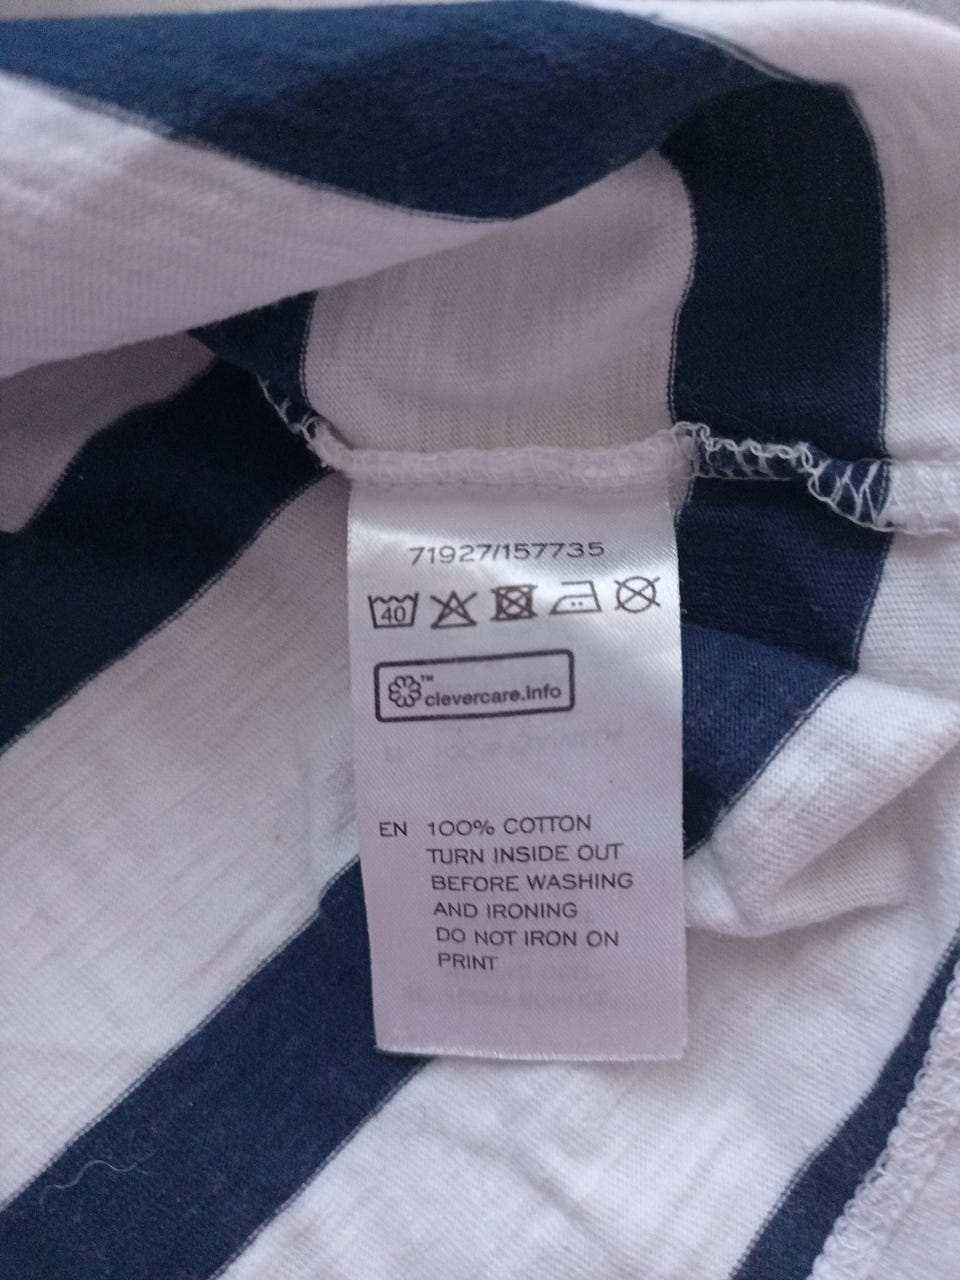 71927/157735
40
™
clevercare.info
EN 100% COTTON
TURN INSIDE OUT
BEFORE WASHING
AND IRONING
DO NOT IRON ON
PRINT